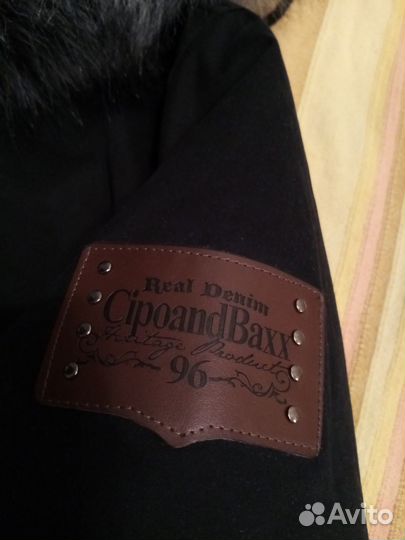 Real Denim
CipoandBaxx
Heritage Products
96
Avito